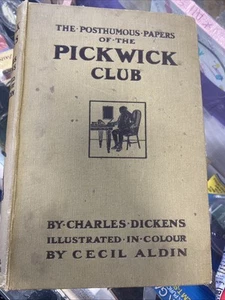 THE·POSTHUMOUS·PAPERS
OF·THE
PICKWICK
CLUB
BY·CHARLES·DICKENS
ILLUSTRATED·IN·COLOUR
BY CECIL ALDIN